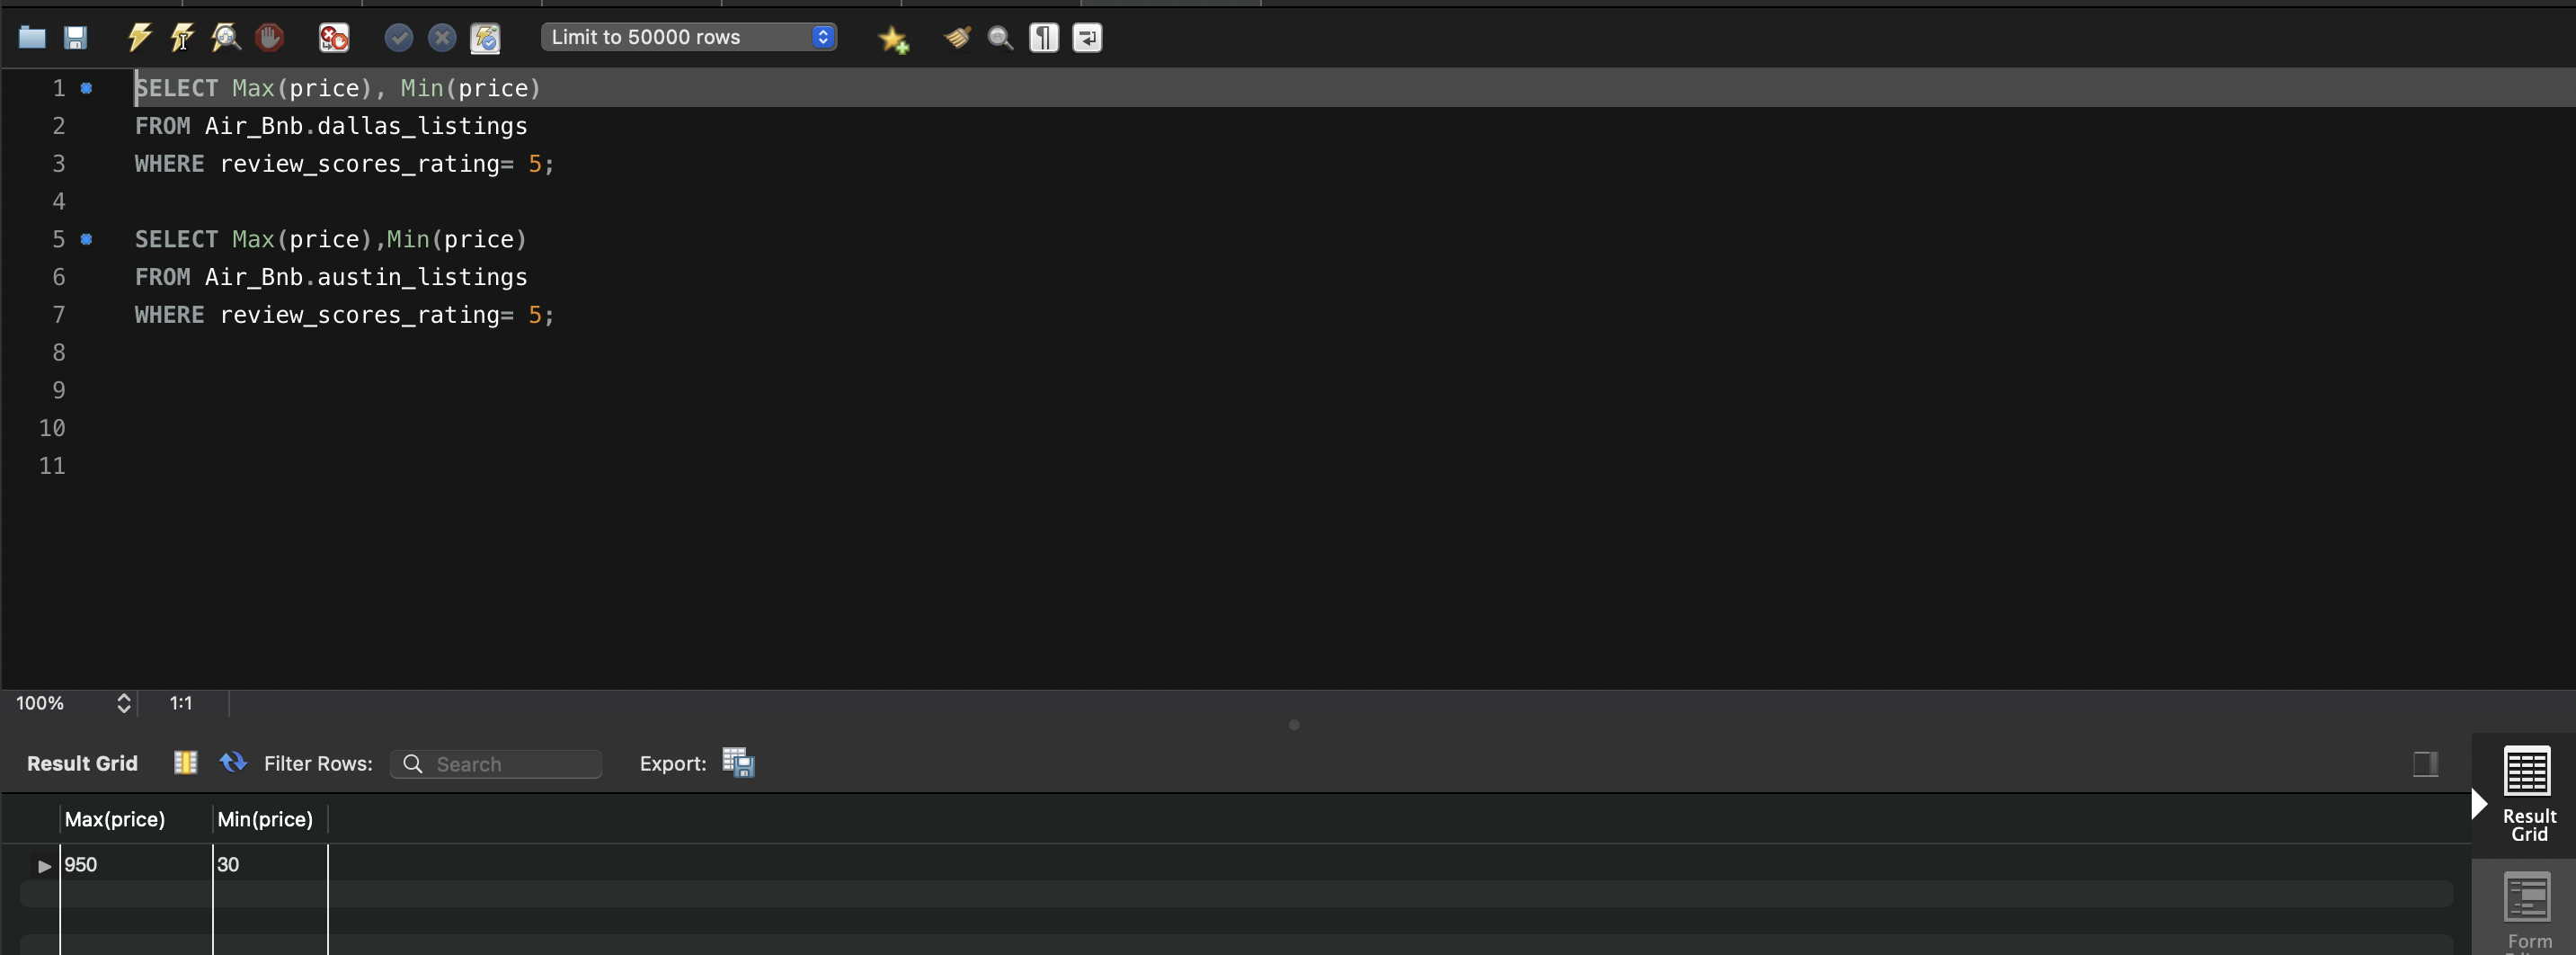 Limit to 50000 rows
1 SELECT Max(price), Min(price)
2 FROM Air_Bnb.dallas_listings
3 WHERE review_scores_rating= 5;
4
5 SELECT Max(price),Min(price)
6 FROM Air_Bnb.austin_listings
7 WHERE review_scores_rating= 5;
8
9
10
11
100% 1:1
Result Grid Filter Rows: Search Export:
Max(price) Min(price)
950 30
Result
Grid
Form